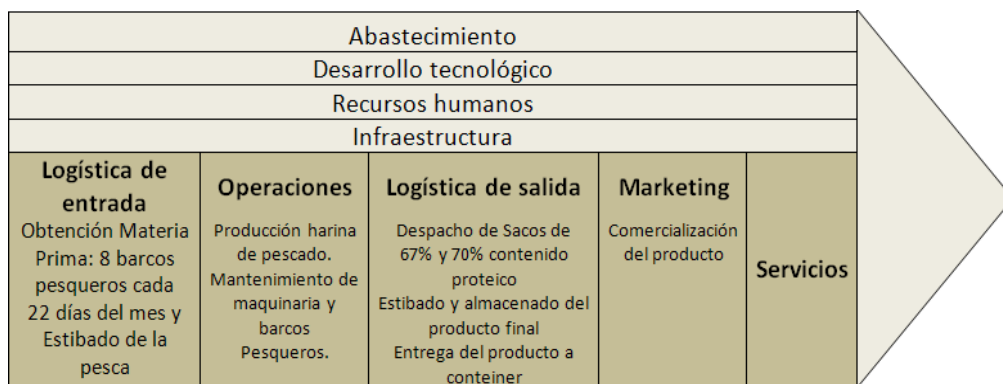 Abastecimiento
Desarrollo tecnológico
Recursos humanos
Infraestructura
Logística de
entrada
Obtención Materia
Prima: 8 barcos
pesqueros cada
22 días del mes y
Estibado de la
pesca
Operaciones
Producción harina
de pescado.
Mantenimiento de
maquinaria y
barcos
Pesqueros.
Logística de salida
Despacho de Sacos de
67% y 70% contenido
proteico
Estibado y almacenado del
producto final
Entrega del producto a
conteiner
Marketing
Comercialización
del producto
Servicios